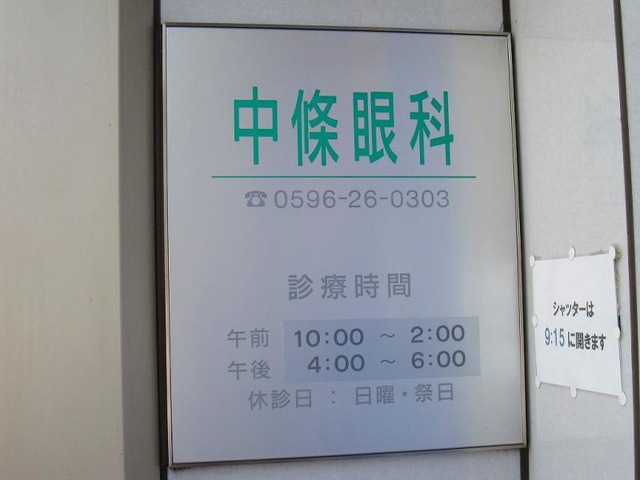 中條眼科
☎0596-26-0303
診療時間
午前 10:00 ～ 2:00
午後 4:00 ～ 6:00
休診日 : 日曜・祭日
シャッターは
9:15に開きます